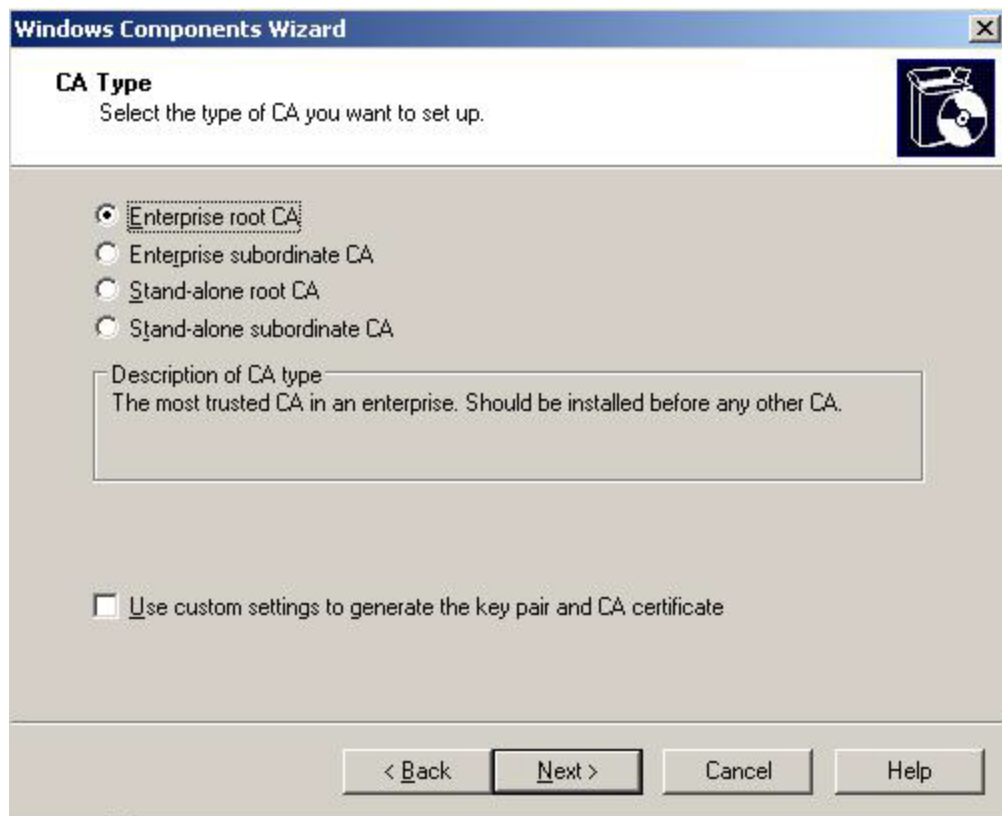 Windows Components Wizard
CA Type
Select the type of CA you want to set up.
Enterprise root CA
Enterprise subordinate CA
Stand-alone root CA
Stand-alone subordinate CA
Description of CA type
The most trusted CA in an enterprise. Should be installed before any other CA.
Use custom settings to generate the key pair and CA certificate
< Back
Next >
Cancel
Help